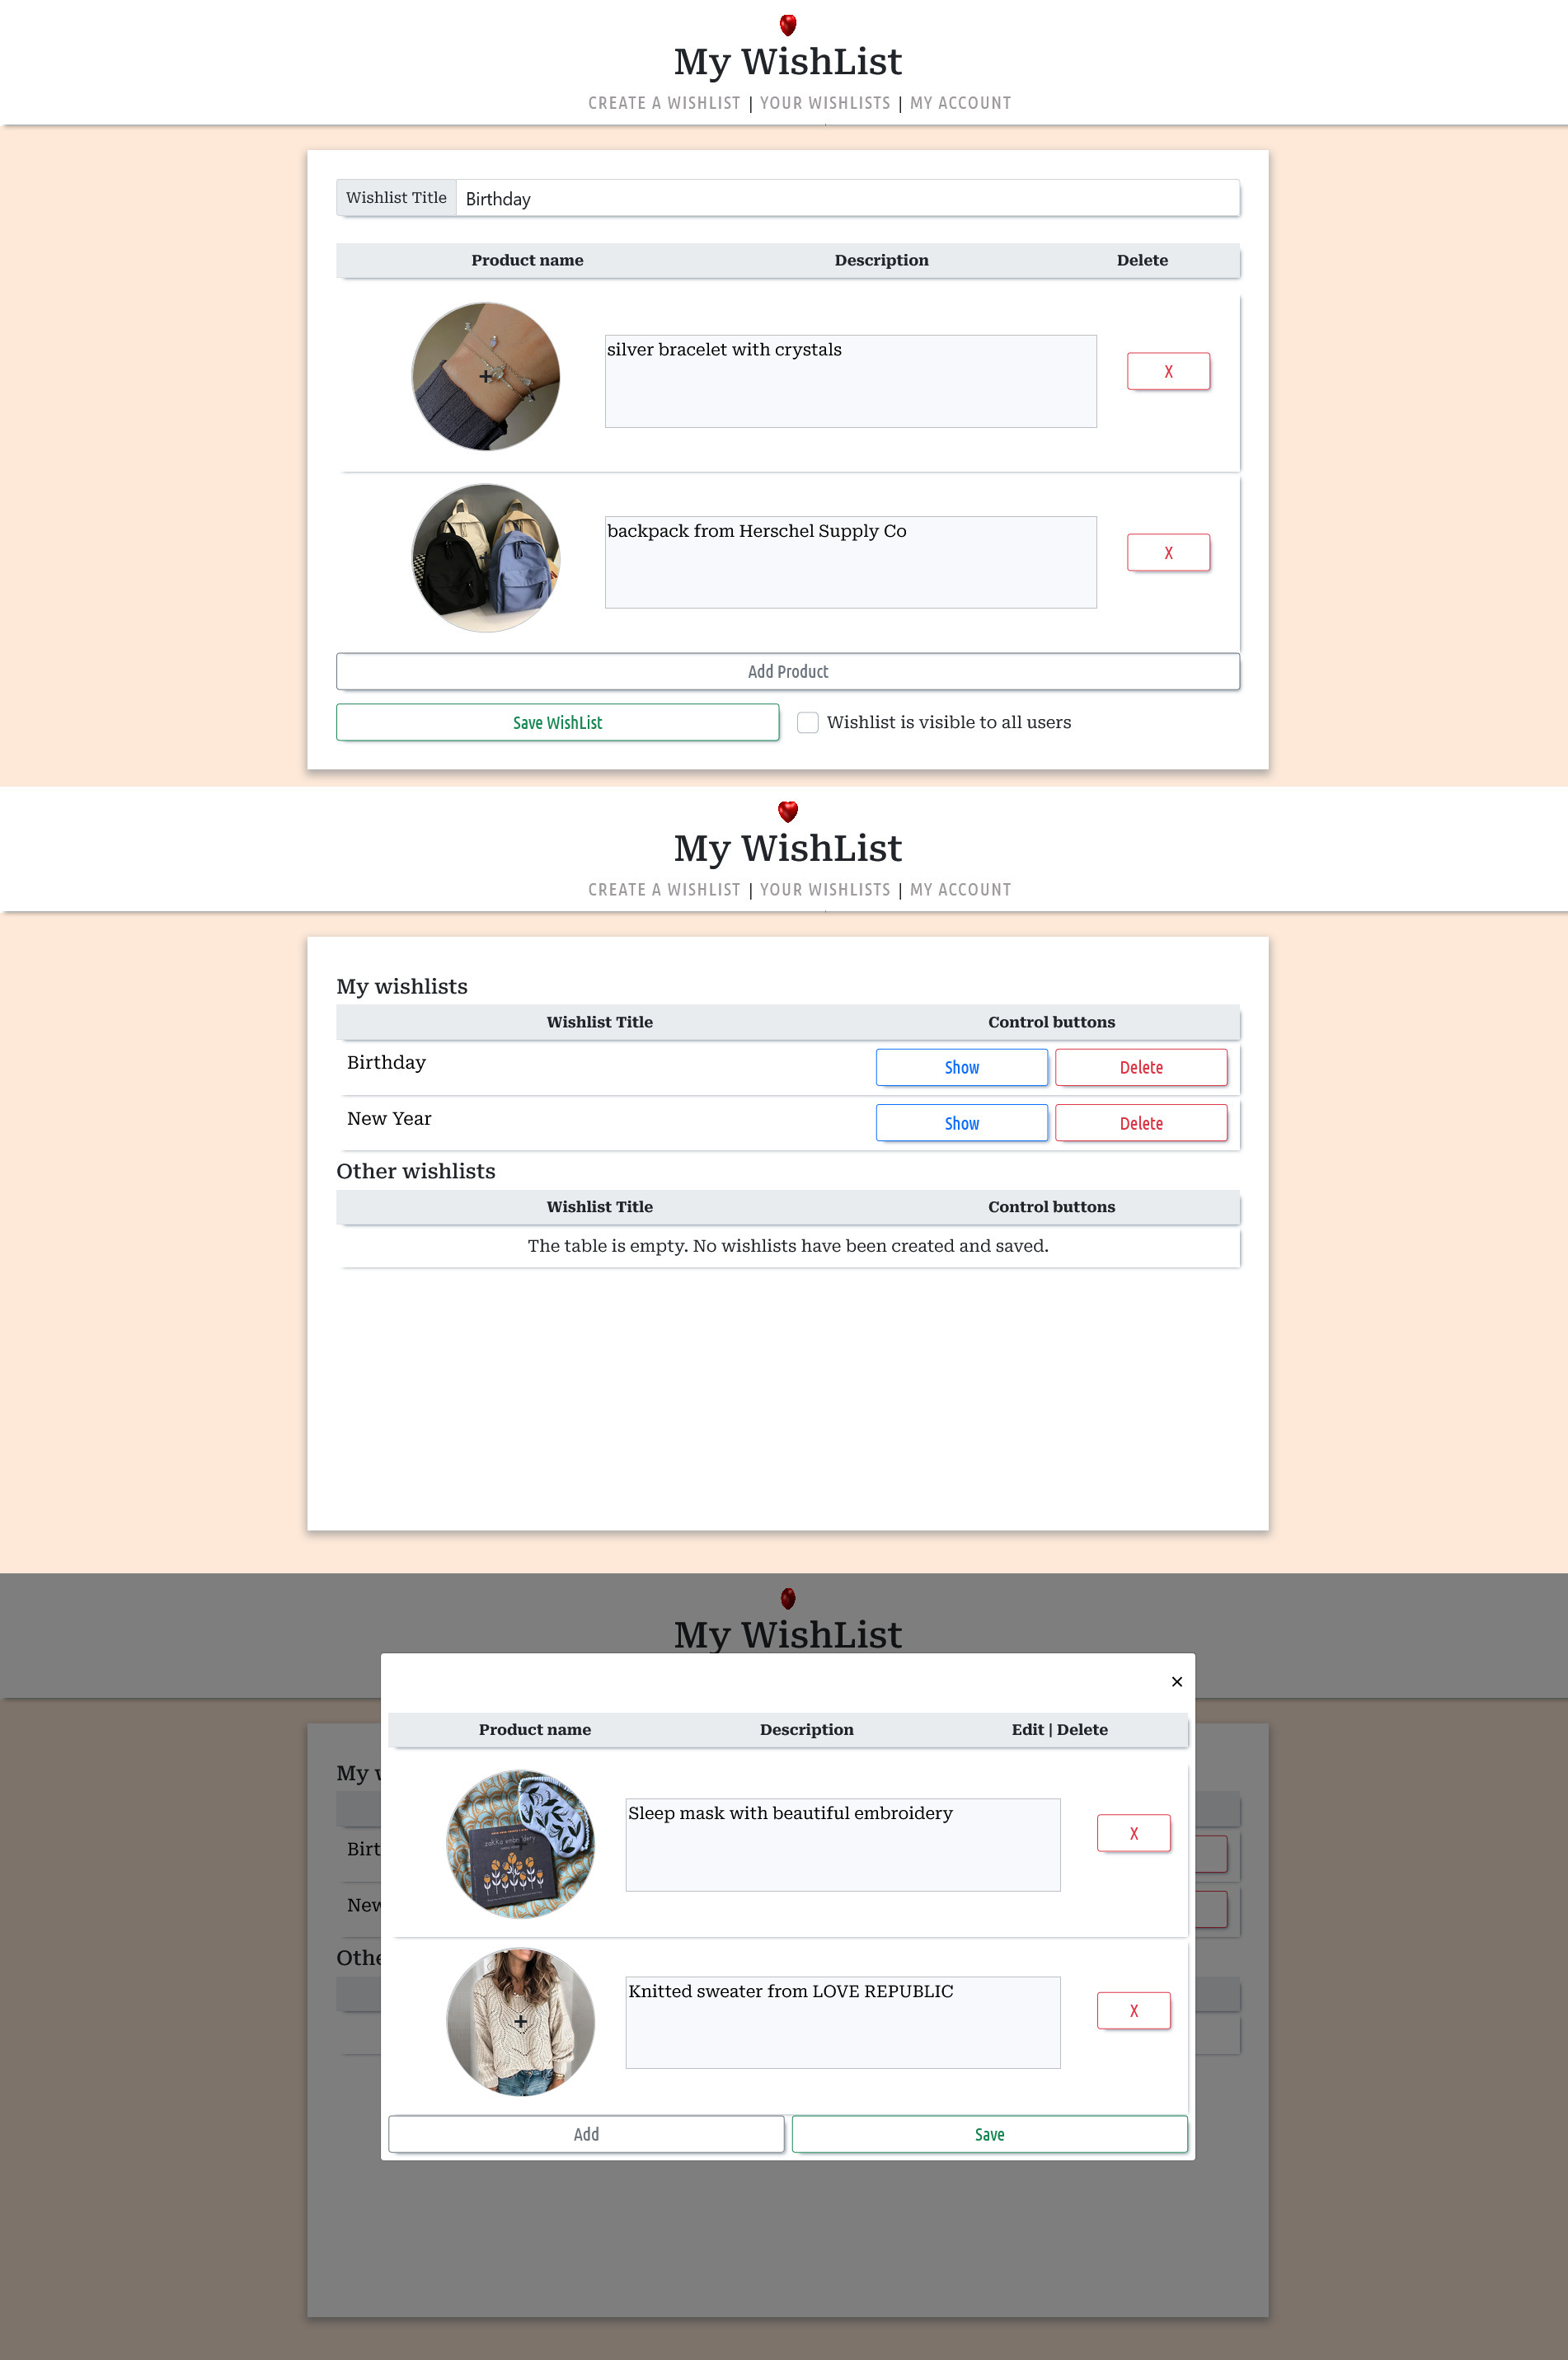 My WishList
CREATE A WISHLIST | YOUR WISHLISTS | MY ACCOUNT
Wishlist Title Birthday
Product name Description Delete
+
silver bracelet with crystals
X
backpack from Herschel Supply Co
X
Add Product
Save WishList Wishlist is visible to all users
My WishList
CREATE A WISHLIST | YOUR WISHLISTS | MY ACCOUNT
My wishlists
Wishlist Title Control buttons
Birthday Show Delete
New Year Show Delete
Other wishlists
Wishlist Title Control buttons
The table is empty. No wishlists have been created and saved.
My WishList
×
Product name Description Edit | Delete
My w
Sleep mask with beautiful embroidery
X
zakka embroidery
Birt
New
Othe
Knitted sweater from LOVE REPUBLIC
X
+
Add Save